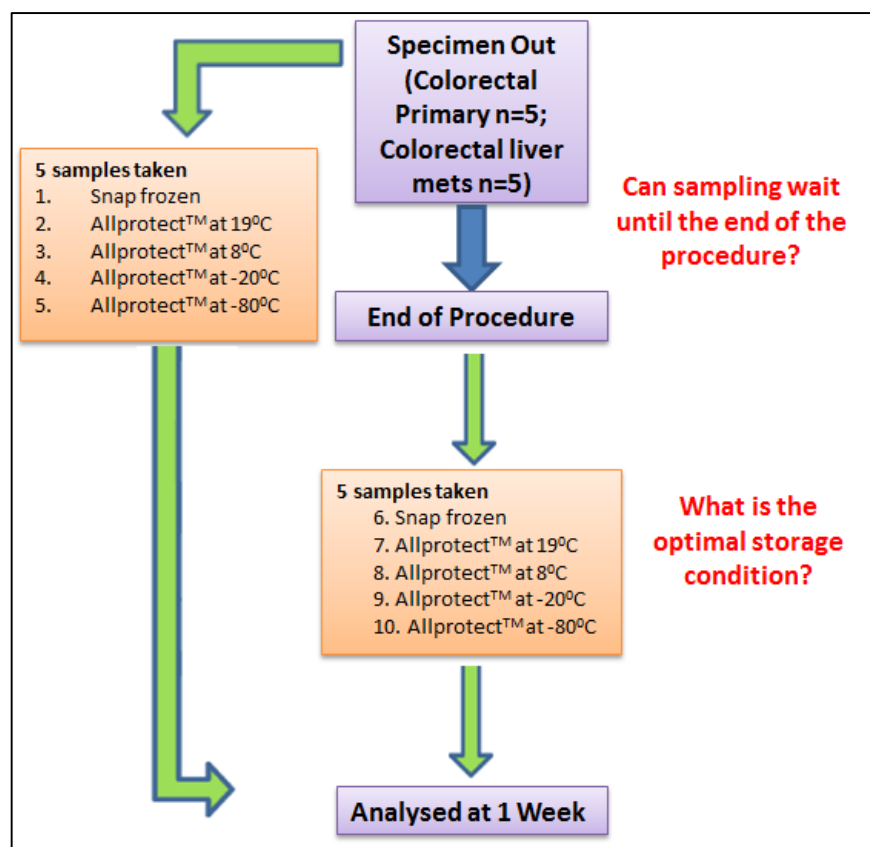 Specimen Out
(Colorectal
Primary n=5;
Colorectal liver
mets n=5)
5 samples taken
1. Snap frozen
2. Allprotect™ at 19⁰C
3. Allprotect™ at 8⁰C
4. Allprotect™ at -20⁰C
5. Allprotect™ at -80⁰C
Can sampling wait
until the end of the
procedure?
End of Procedure
5 samples taken
6. Snap frozen
7. Allprotect™ at 19⁰C
8. Allprotect™ at 8⁰C
9. Allprotect™ at -20⁰C
10. Allprotect™ at -80⁰C
What is the
optimal storage
condition?
Analysed at 1 Week